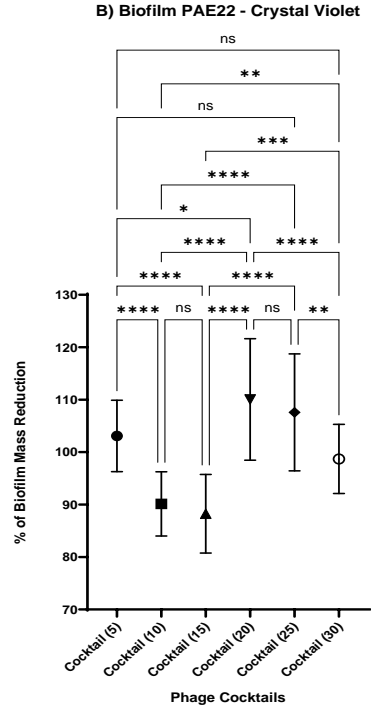 B) Biofilm PAE22 - Crystal Violet
ns
**
ns
***
****
*
**** ****
**** ****
**** ns **** ns **
130
120
110
100
90
80
70
% of Biofilm Mass Reduction
Cocktail (5)
Cocktail (10)
Cocktail (15)
Cocktail (20)
Cocktail (25)
Cocktail (30)
Phage Cocktails